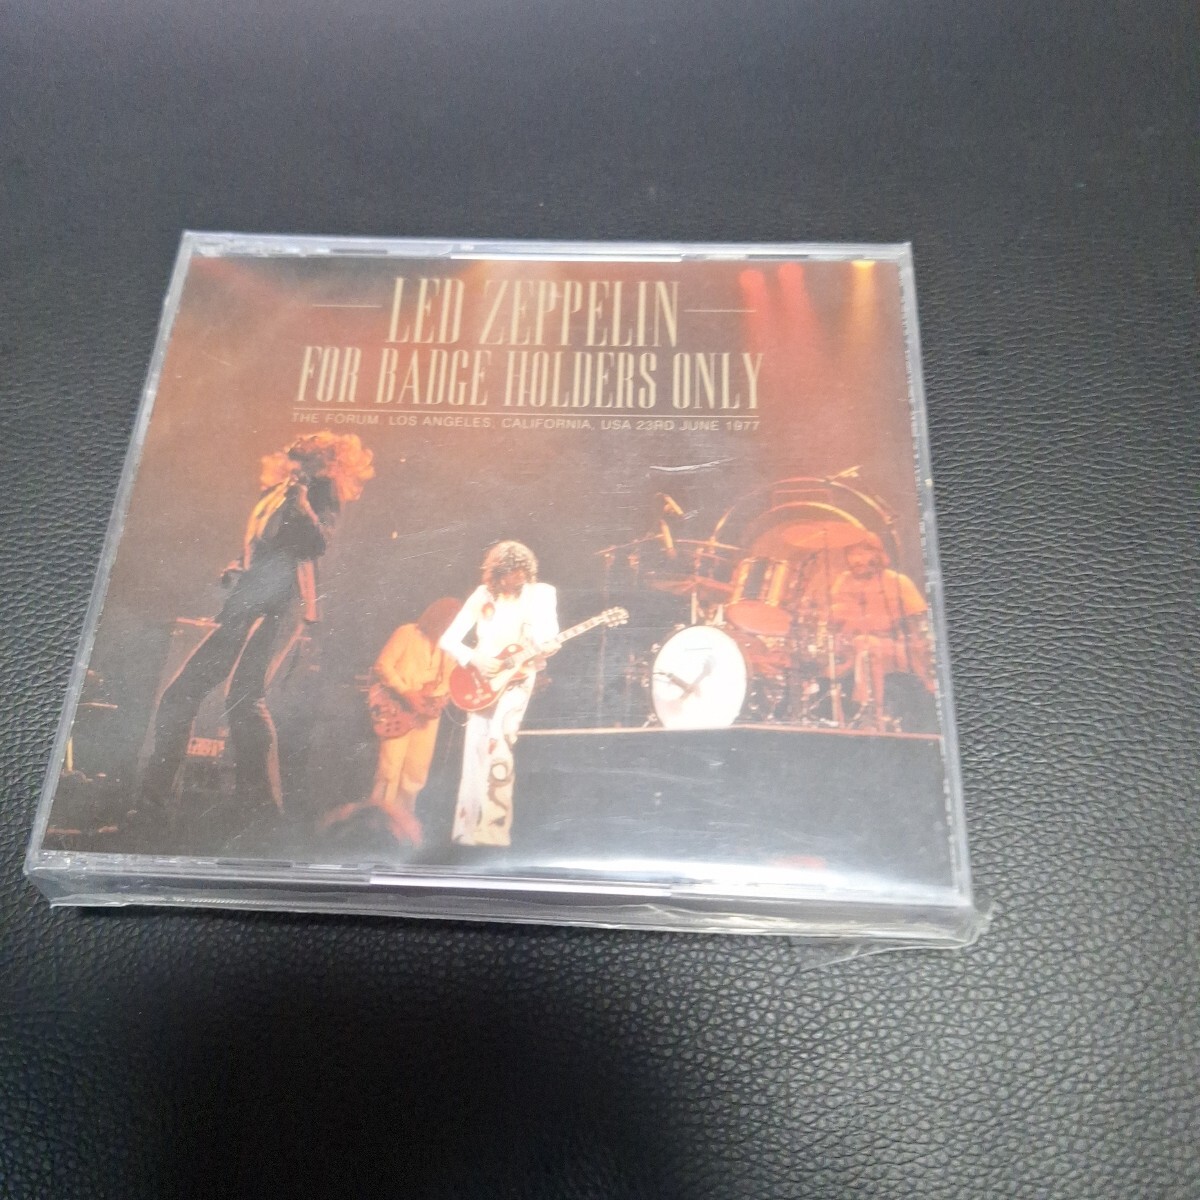 LED ZEPPELIN
FOR BADGE HOLDERS ONLY
THE FORUM, LOS ANGELES, CALIFORNIA, USA 23RD JUNE 1977